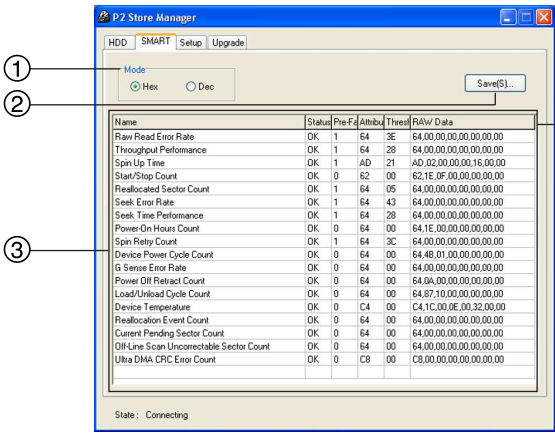 P2 Store Manager
HDD SMART Setup Upgrade
1
Mode
Hex Dec
Save(S)...
2
Name Status Pre-Fa Attribu Thresh RAW Data
Raw Read Error Rate OK 1 64 3E 64,00,00,00,00,00,00,00
Throughput Performance OK 1 64 28 64,00,00,00,00,00,00,00
Spin Up Time OK 1 AD 21 AD,02,00,00,00,16,00,00
Start/Stop Count OK 0 62 00 62,1E,0F,00,00,00,00,00
Reallocated Sector Count OK 1 64 05 64,00,00,00,00,00,00,00
Seek Error Rate OK 1 64 43 64,00,00,00,00,00,00,00
Seek Time Performance OK 1 64 28 64,00,00,00,00,00,00,00
Power-On Hours Count OK 0 64 00 64,1E,00,00,00,00,00,00
3
Spin Retry Count OK 1 64 3C 64,00,00,00,00,00,00,00
Device Power Cycle Count OK 0 64 00 64,4B,01,00,00,00,00,00
G Sense Error Rate OK 0 64 00 64,00,00,00,00,00,00,00
Power Off Retract Count OK 0 64 00 64,0A,00,00,00,00,00,00
Load/Unload Cycle Count OK 0 64 00 64,87,10,00,00,00,00,00
Device Temperature OK 0 C4 00 C4,1C,00,0E,00,32,00,00
Reallocation Event Count OK 0 64 00 64,00,00,00,00,00,00,00
Current Pending Sector Count OK 0 64 00 64,00,00,00,00,00,00,00
Off-Line Scan Uncorrectable Sector Count OK 0 64 00 64,00,00,00,00,00,00,00
Ultra DMA CRC Error Count OK 0 C8 00 C8,00,00,00,00,00,00,00
State : Connecting